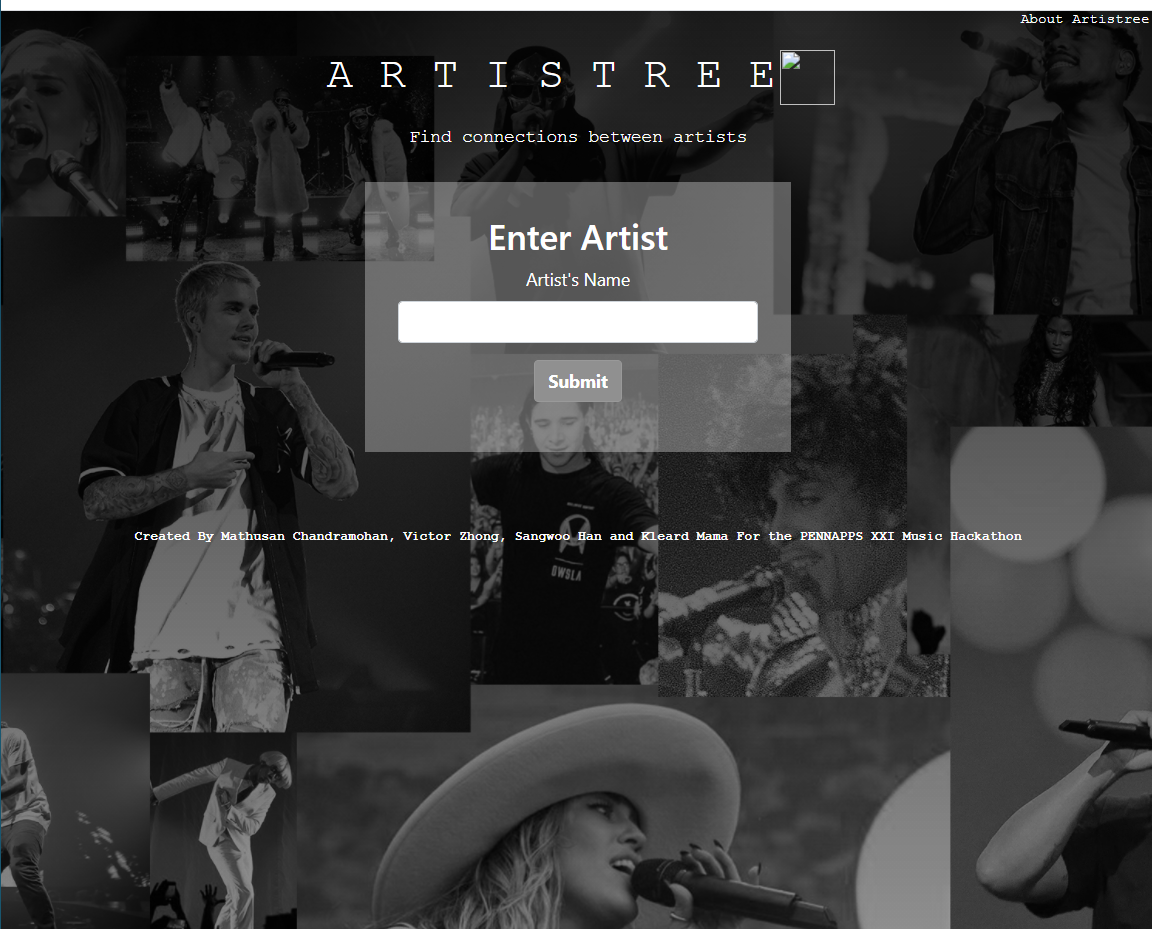 About Artistree
A R T I S T R E E
Find connections between artists
Enter Artist
Artist's Name
Submit
OWSLA
Created By Mathusan Chandramohan, Victor Zhong, Sangwoo Han and Kleard Mama For the PENNAPPS XXI Music Hackathon